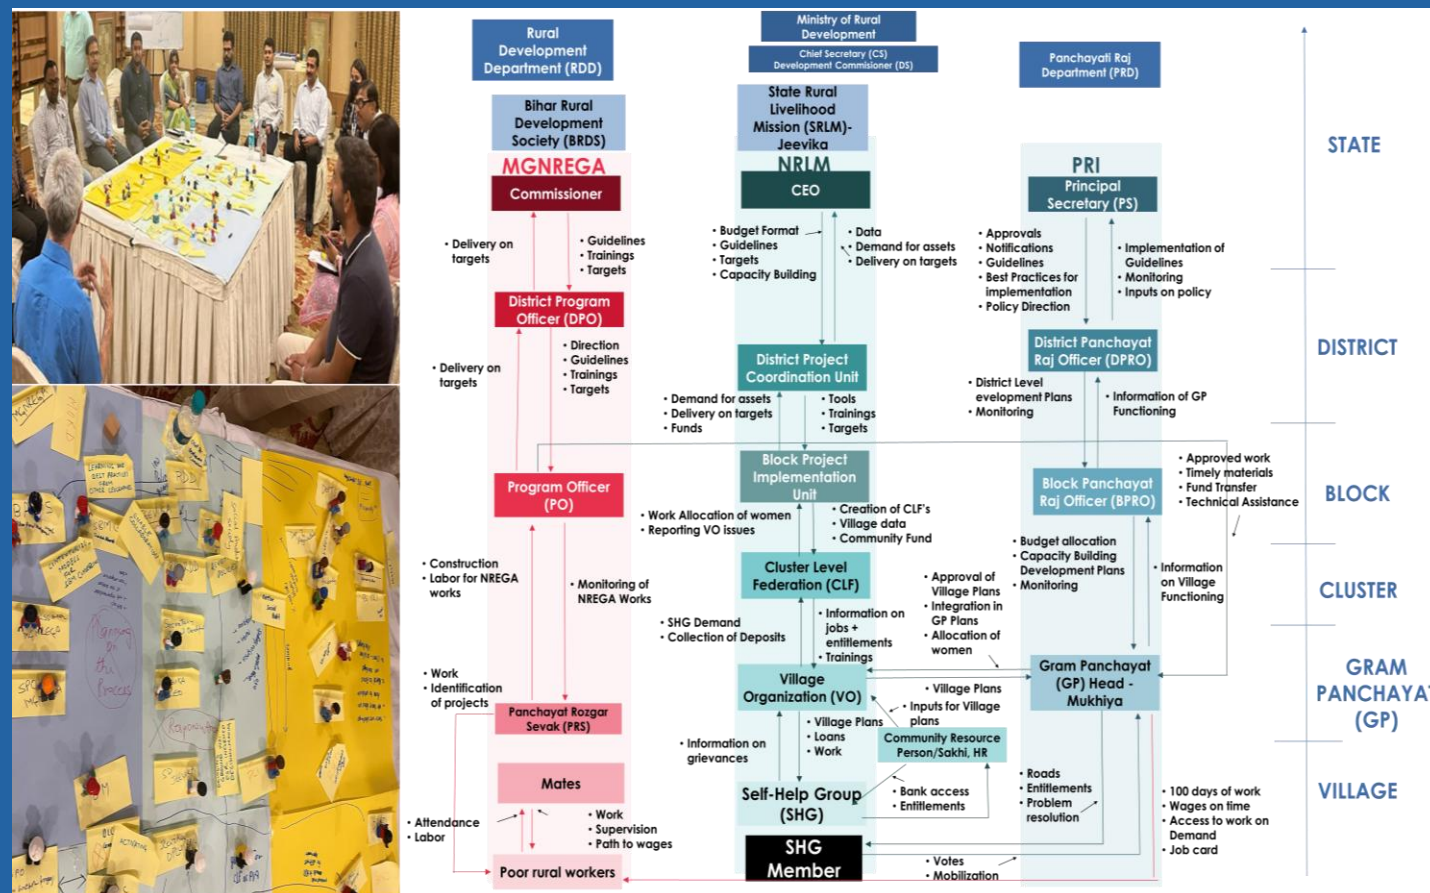 Rural
Development
Department (RDD)
Ministry of Rural
Development
Chief Secretary (CS)
Development Commisioner (DS)
Panchayati Raj
Department (PRD)
Bihar Rural
Development
Society (BRDS)
State Rural
Livelihood
Mission (SRLM)-
Jeevika
MGNREGA
NRLM
PRI
STATE
Commissioner
CEO
Principal
Secretary (PS)
• Delivery on
targets
• Guidelines
• Trainings
• Targets
• Budget Format
• Guidelines
• Targets
• Capacity Building
• Data
• Demand for assets
• Delivery on targets
• Approvals
• Notifications
• Guidelines
• Best Practices for
implementation
• Policy Direction
• Implementation of
Guidelines
• Monitoring
• Inputs on policy
District Program
Officer (DPO)
District Project
Coordination Unit
District Panchayat
Raj Officer (DPRO)
DISTRICT
• Delivery on
targets
• Direction
• Guidelines
• Trainings
• Targets
• Demand for assets
• Delivery on targets
• Funds
• Tools
• Trainings
• Targets
• District Level
evelopment Plans
• Monitoring
• Information of GP
Functioning
Program Officer
(PO)
Block Project
Implementation
Unit
Block Panchayat
Raj Officer (BPRO)
• Approved work
• Timely materials
• Fund Transfer
• Technical Assistance
BLOCK
• Work Allocation of women
• Reporting VO issues
• Creation of CLF's
• Village data
• Community Fund
• Budget allocation
• Capacity Building
Development Plans
• Monitoring
• Information
on Village
Functioning
• Construction
• Labor for NREGA
works
• Monitoring of
NREGA Works
Cluster Level
Federation (CLF)
CLUSTER
• SHG Demand
• Collection of Deposits
• Information on
jobs +
entitlements
• Trainings
• Approval of
Village Plans
• Integration in
GP Plans
• Allocation of
women
• Work
• Identification
of projects
Panchayat Rozgar
Sevak (PRS)
Village
Organization (VO)
Gram Panchayat
(GP) Head -
Mukhiya
GRAM
PANCHAYAT
(GP)
• Village Plans
• Inputs for Village
plans
• Information on
grievances
• Village Plans
• Loans
• Work
Community Resource
Person/Sakhi, HR
Mates
Self-Help Group
(SHG)
• Bank access
• Entitlements
• Roads
• Entitlements
• Problem
resolution
• 100 days of work
• Wages on time
• Access to work on
Demand
• Job card
VILLAGE
• Attendance
• Labor
• Work
• Supervision
• Path to wages
Poor rural workers
SHG
Member
• Votes
• Mobilization
LEARNING AND
BEST PRACTICES
FROM